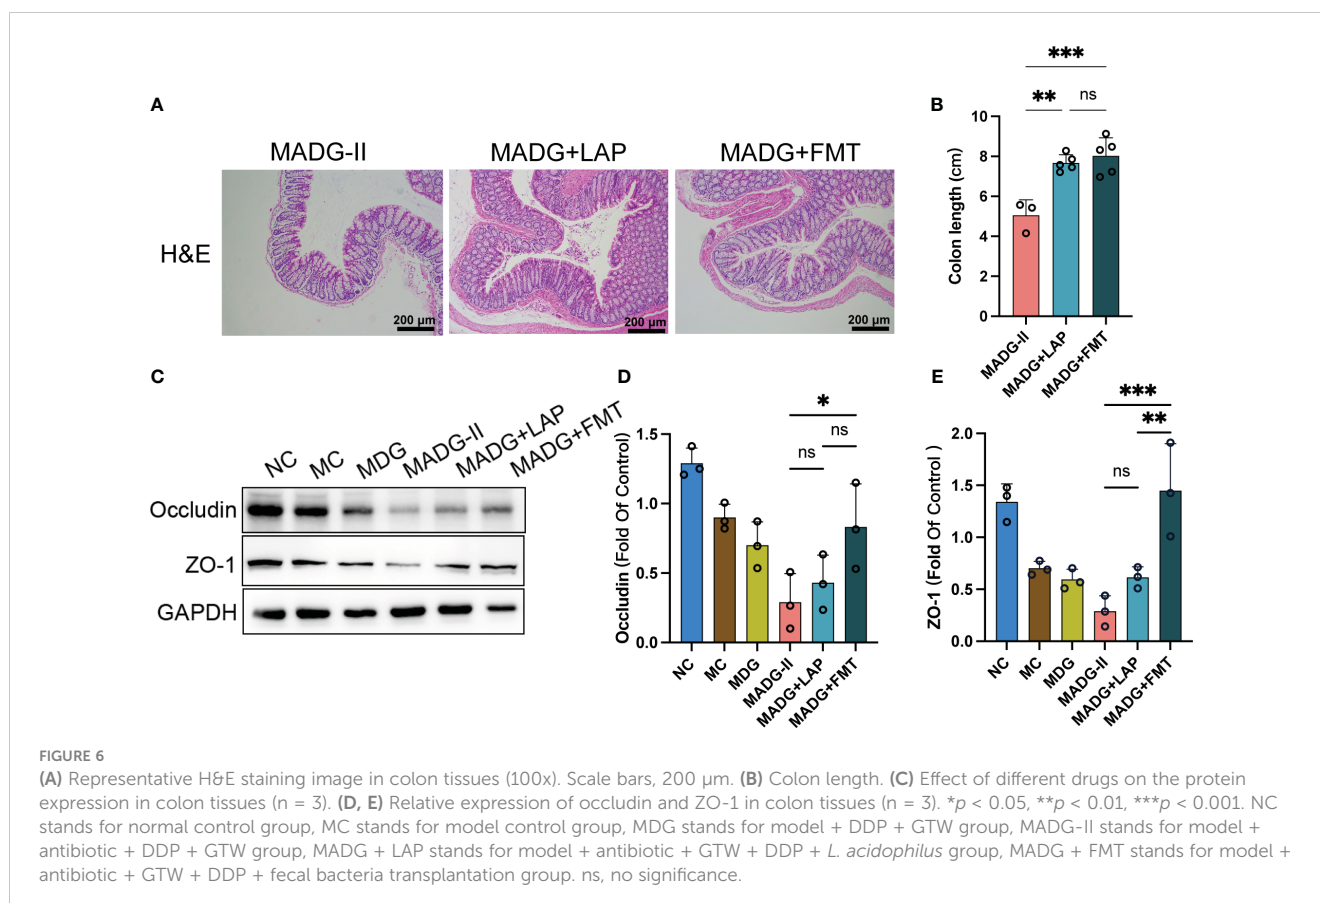 A
MADG-II
MADG+LAP
MADG+FMT
H&E
200 µm
200 µm
200 µm
B
***
**
ns
Colon length (cm)
10
8
6
4
2
0
MADG-II
MADG+LAP
MADG+FMT
C
NC
MC
MDG
MADG-II
MADG+LAP
MADG+FMT
Occludin
ZO-1
GAPDH
D
*
ns
ns
Occludin (Fold Of Control)
1.5
1.0
0.5
0.0
NC
MC
MDG
MADG-II
MADG+LAP
MADG+FMT
E
***
**
ns
ZO-1 (Fold Of Control )
2.0
1.5
1.0
0.5
0.0
NC
MC
MDG
MADG-II
MADG+LAP
MADG+FMT
FIGURE 6
(A) Representative H&E staining image in colon tissues (100x). Scale bars, 200 µm. (B) Colon length. (C) Effect of different drugs on the protein
expression in colon tissues (n = 3). (D, E) Relative expression of occludin and ZO-1 in colon tissues (n = 3). *p < 0.05, **p < 0.01, ***p < 0.001. NC
stands for normal control group, MC stands for model control group, MDG stands for model + DDP + GTW group, MADG-II stands for model +
antibiotic + DDP + GTW group, MADG + LAP stands for model + antibiotic + GTW + DDP + L. acidophilus group, MADG + FMT stands for model +
antibiotic + GTW + DDP + fecal bacteria transplantation group. ns, no significance.